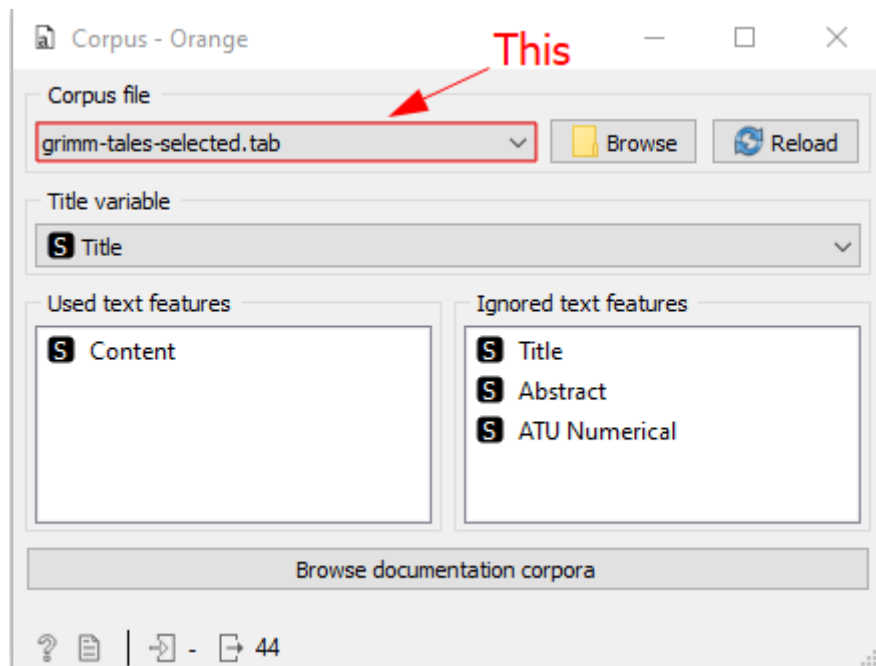 Corpus - Orange
This
Corpus file
grimm-tales-selected.tab
Browse
Reload
Title variable
S Title
Used text features
Ignored text features
S Content
S Title
S Abstract
S ATU Numerical
Browse documentation corpora
? - 44